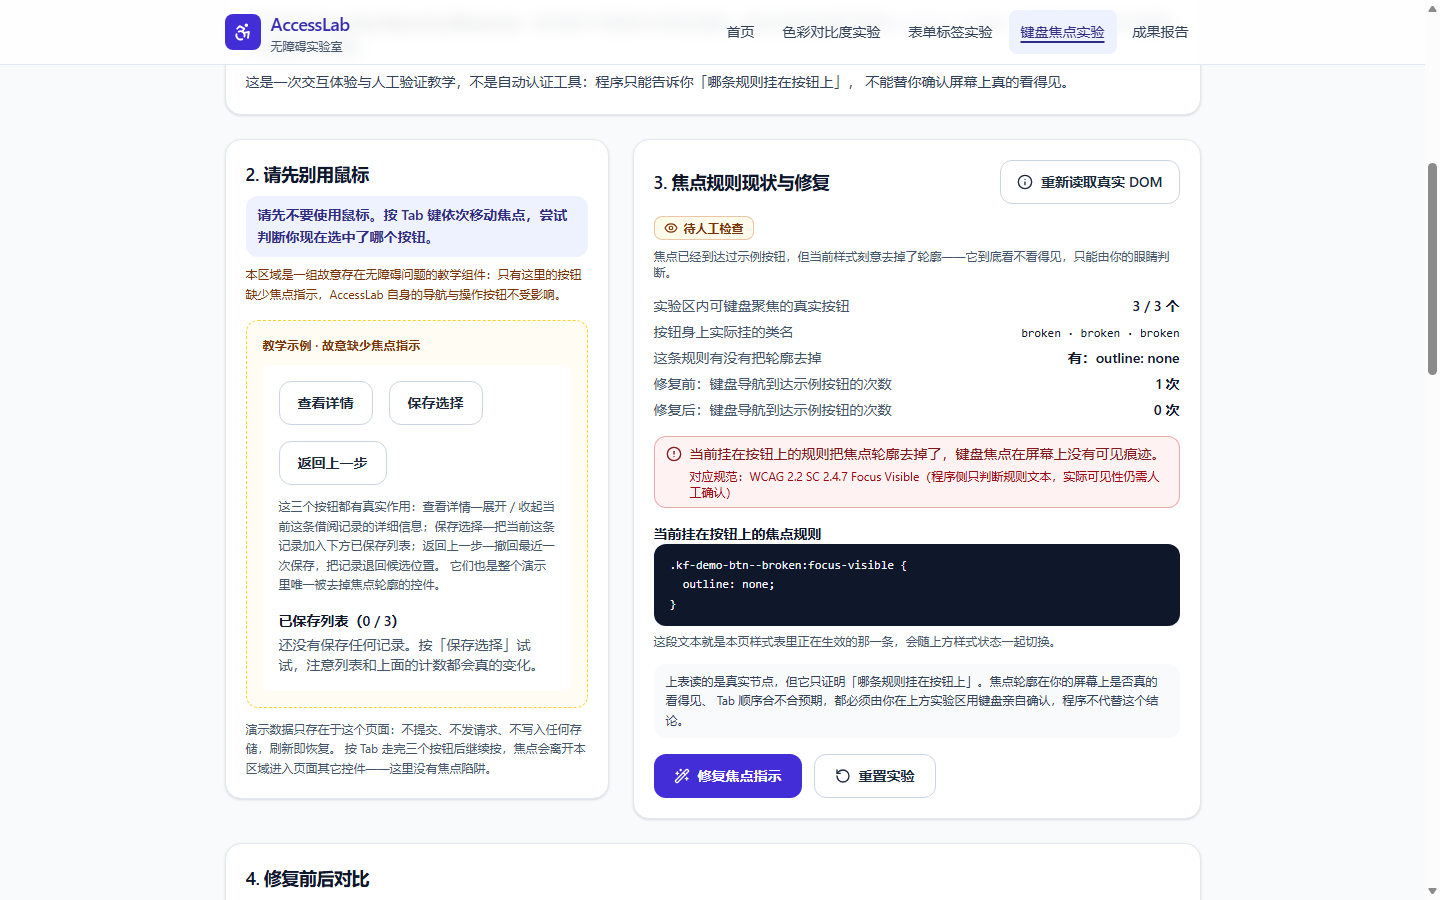 AccessLab
无障碍实验室
首页
色彩对比度实验
表单标签实验
键盘焦点实验
成果报告
这是一次交互体验与人工验证教学，不是自动认证工具：程序只能告诉你「哪条规则挂在按钮上」， 不能替你确认屏幕上真的看得见。
2. 请先别用鼠标
请先不要使用鼠标。按 Tab 键依次移动焦点，尝试
判断你现在选中了哪个按钮。
本区域是一组故意存在无障碍问题的教学组件：只有这里的按钮
缺少焦点指示，AccessLab 自身的导航与操作按钮不受影响。
教学示例 · 故意缺少焦点指示
查看详情
保存选择
返回上一步
这三个按钮都有真实作用：查看详情—展开 / 收起当
前这条借阅记录的详细信息；保存选择—把当前这条
记录加入下方已保存列表；返回上一步—撤回最近一
次保存，把记录退回候选位置。 它们也是整个演示
里唯一被去掉焦点轮廓的控件。
已保存列表（0 / 3）
还没有保存任何记录。按「保存选择」试
试，注意列表和上面的计数都会真的变化。
演示数据只存在于这个页面：不提交、不发请求、不写入任何存
储，刷新即恢复。 按 Tab 走完三个按钮后继续按，焦点会离开本
区域进入页面其它控件——这里没有焦点陷阱。
3. 焦点规则现状与修复
重新读取真实 DOM
待人工检查
焦点已经到达过示例按钮，但当前样式刻意去掉了轮廓——它到底看不看得见，只能由你的眼睛判
断。
实验区内可键盘聚焦的真实按钮
3 / 3 个
按钮身上实际挂的类名
broken · broken · broken
这条规则有没有把轮廓去掉
有：outline: none
修复前：键盘导航到达示例按钮的次数
1 次
修复后：键盘导航到达示例按钮的次数
0 次
当前挂在按钮上的规则把焦点轮廓去掉了，键盘焦点在屏幕上没有可见痕迹。
对应规范：WCAG 2.2 SC 2.4.7 Focus Visible（程序侧只判断规则文本，实际可见性仍需人
工确认）
当前挂在按钮上的焦点规则
.kf-demo-btn--broken:focus-visible {
outline: none;
}
这段文本就是本页样式表里正在生效的那一条，会随上方样式状态一起切换。
上表读的是真实节点，但它只证明「哪条规则挂在按钮上」。焦点轮廓在你的屏幕上是否真的
看得见、 Tab 顺序合不合预期，都必须由你在上方实验区用键盘亲自确认，程序不代替这个结
论。
修复焦点指示
重置实验
4. 修复前后对比